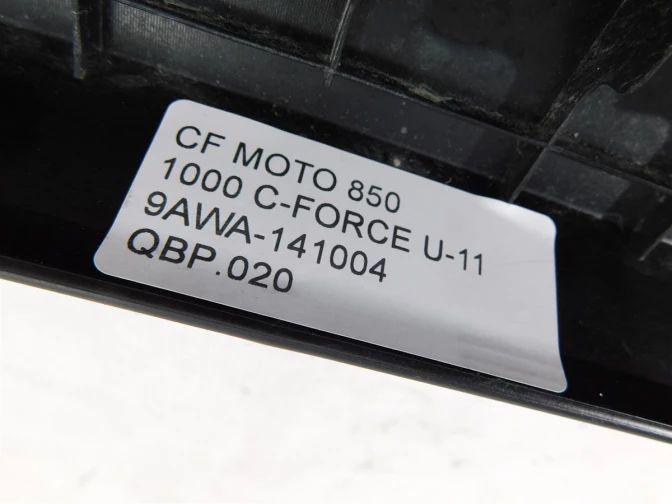 CF MOTO 850
1000 C-FORCE U-11
9AWA-141004
QBP.020